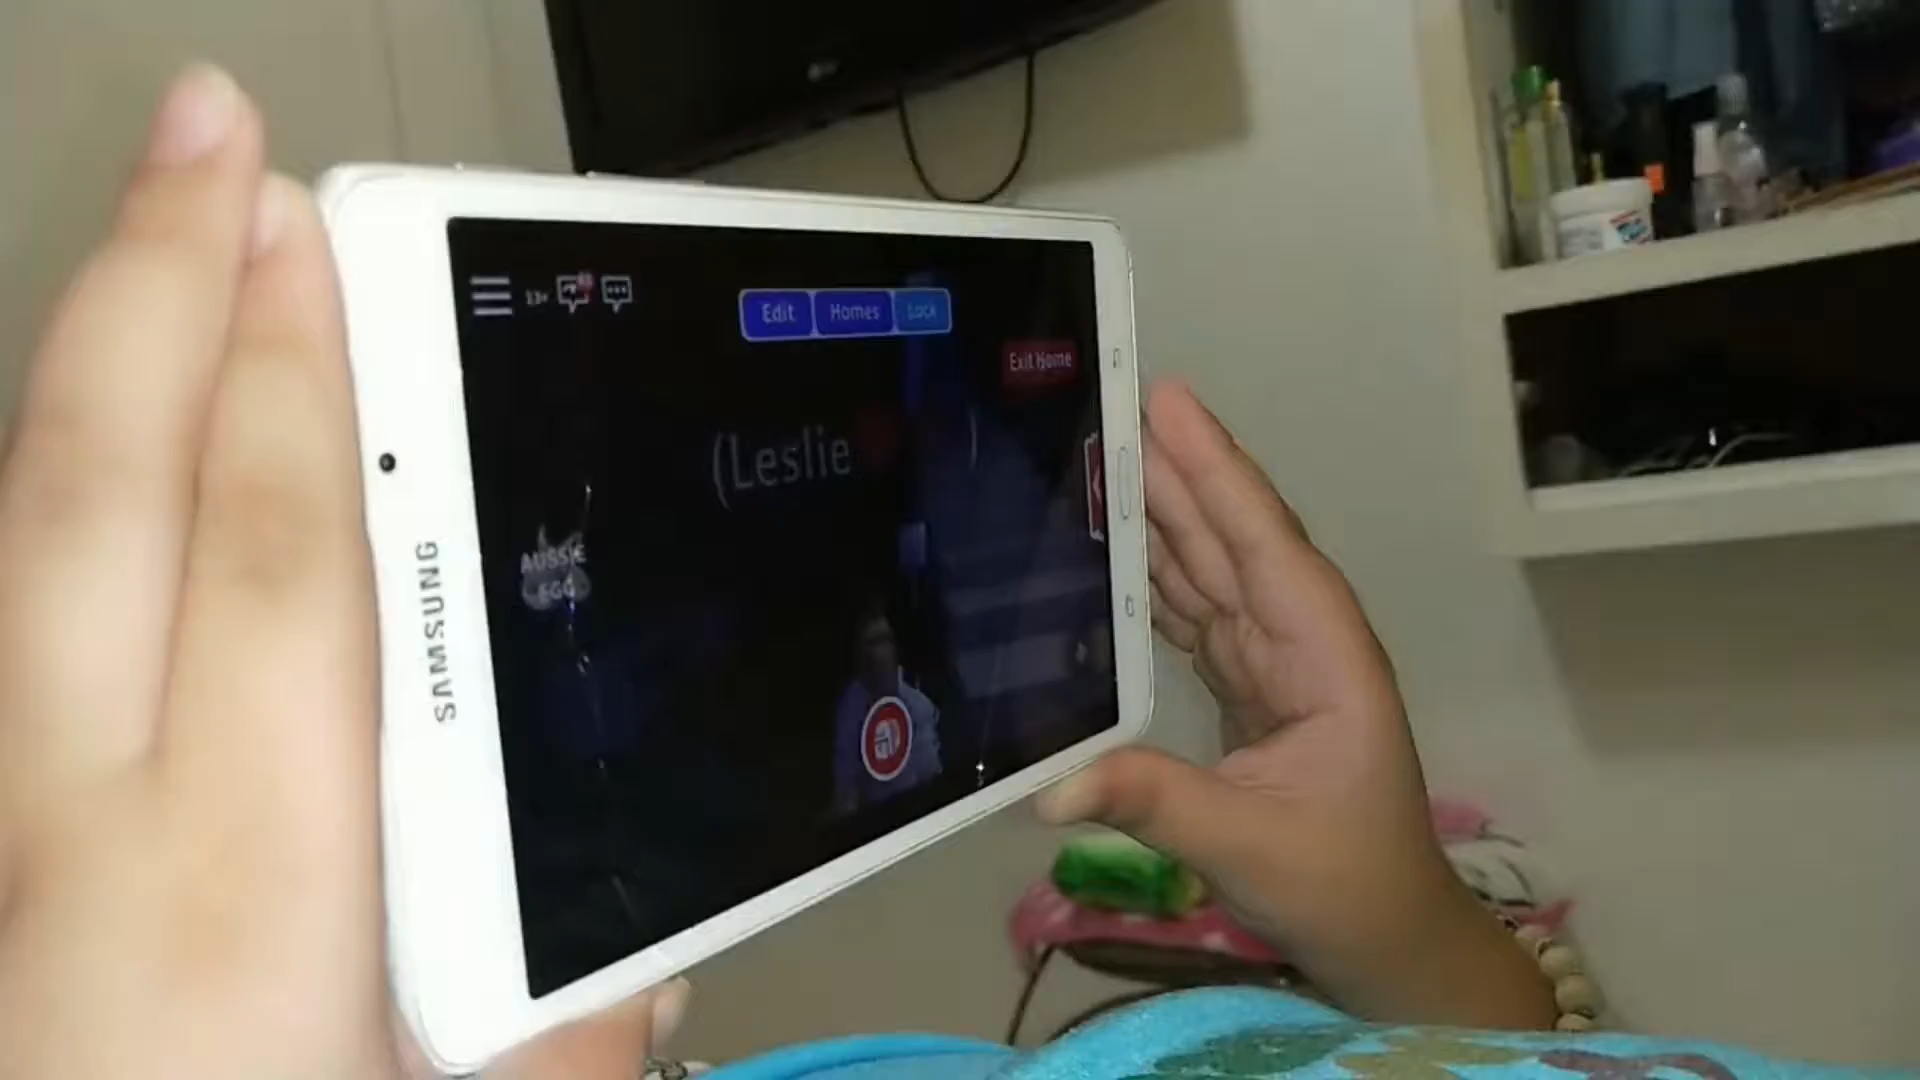 13+
Edit Homes Lock
Exit Home
(Leslie
AUSSIE
EGG
SAMSUNG